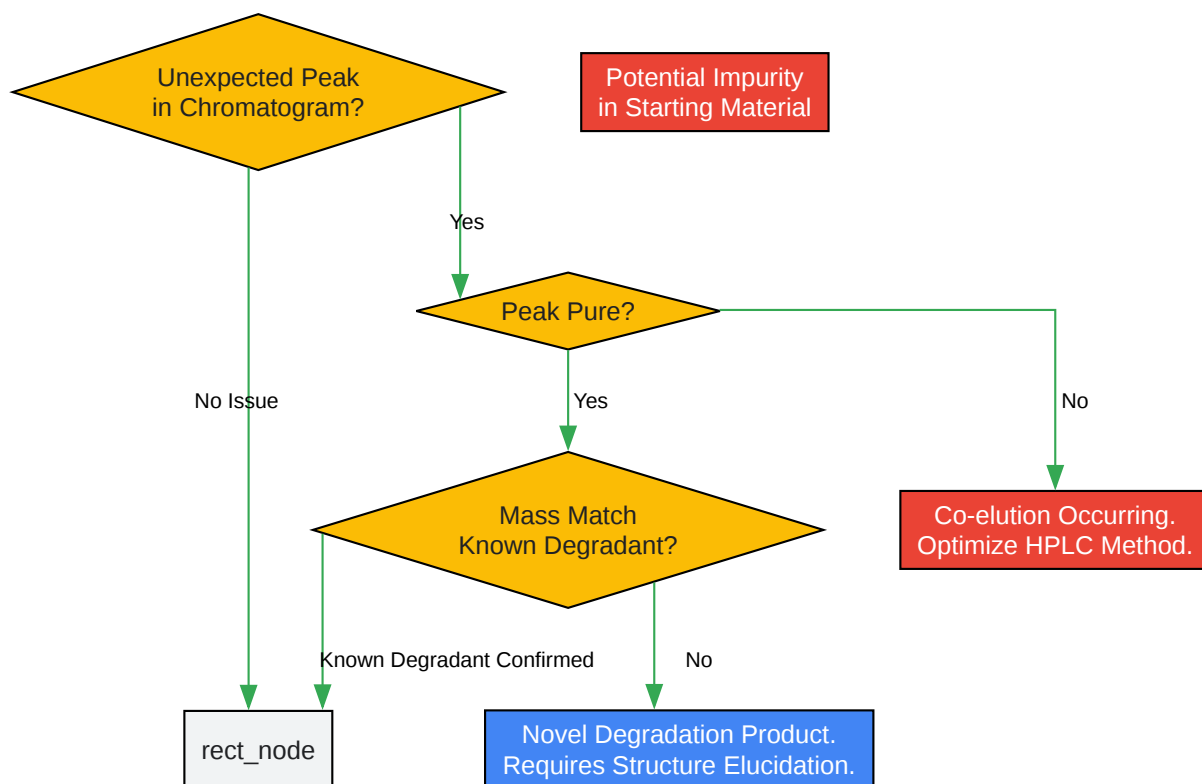 Unexpected Peak
in Chromatogram?
Potential Impurity
in Starting Material
Yes
Peak Pure?
No Issue
Yes
No
Mass Match
Known Degradant?
Co-elution Occurring.
Optimize HPLC Method.
Known Degradant Confirmed
No
rect_node
Novel Degradation Product.
Requires Structure Elucidation.